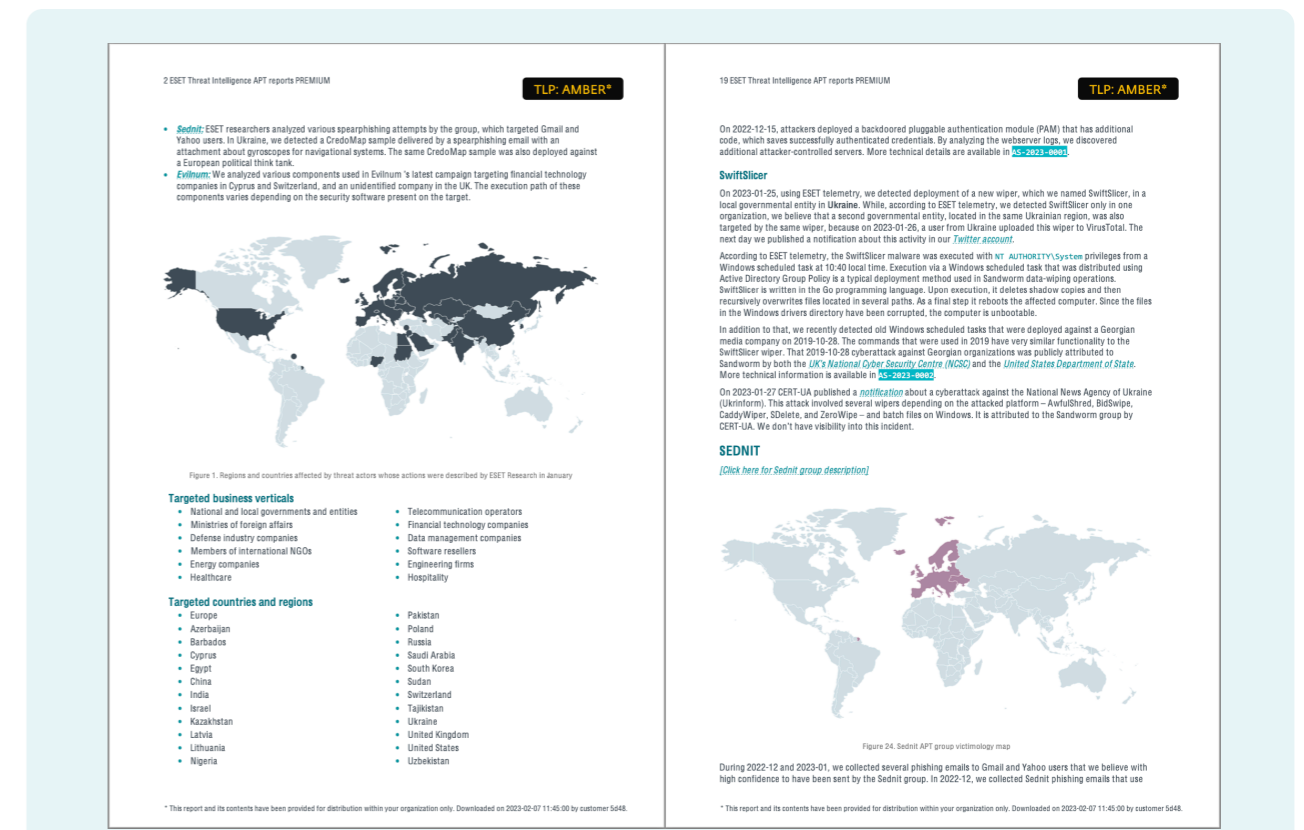 2 ESET Threat Intelligence APT reports PREMIUM
TLP: AMBER*
• Sednit: ESET researchers analyzed various spearphishing attempts by the group, which targeted Gmail and
Yahoo users. In Ukraine, we detected a CredoMap sample delivered by a spearphishing email with an
attachment about gyroscopes for navigational systems. The same CredoMap sample was also deployed against
a European political think tank.
• Evilnum: We analyzed various components used in Evilnum 's latest campaign targeting financial technology
companies in Cyprus and Switzerland, and an unidentified company in the UK. The execution path of these
components varies depending on the security software present on the target.
Figure 1. Regions and countries affected by threat actors whose actions were described by ESET Research in January
Targeted business verticals
• National and local governments and entities
• Ministries of foreign affairs
• Defense industry companies
• Members of international NGOs
• Energy companies
• Healthcare
• Telecommunication operators
• Financial technology companies
• Data management companies
• Software resellers
• Engineering firms
• Hospitality
Targeted countries and regions
• Europe
• Azerbaijan
• Barbados
• Cyprus
• Egypt
• China
• India
• Israel
• Kazakhstan
• Latvia
• Lithuania
• Nigeria
• Pakistan
• Poland
• Russia
• Saudi Arabia
• South Korea
• Sudan
• Switzerland
• Tajikistan
• Ukraine
• United Kingdom
• United States
• Uzbekistan
* This report and its contents have been provided for distribution within your organization only. Downloaded on 2023-02-07 11:45:00 by customer 5d48.
19 ESET Threat Intelligence APT reports PREMIUM
TLP: AMBER*
On 2022-12-15, attackers deployed a backdoored pluggable authentication module (PAM) that has additional
code, which saves successfully authenticated credentials. By analyzing the webserver logs, we discovered
additional attacker-controlled servers. More technical details are available in AS-2023-0001.
SwiftSlicer
On 2023-01-25, using ESET telemetry, we detected deployment of a new wiper, which we named SwiftSlicer, in a
local governmental entity in Ukraine. While, according to ESET telemetry, we detected SwiftSlicer only in one
organization, we believe that a second governmental entity, located in the same Ukrainian region, was also
targeted by the same wiper, because on 2023-01-26, a user from Ukraine uploaded this wiper to VirusTotal. The
next day we published a notification about this activity in our Twitter account.
According to ESET telemetry, the SwiftSlicer malware was executed with NT AUTHORITY\System privileges from a
Windows scheduled task at 10:40 local time. Execution via a Windows scheduled task that was distributed using
Active Directory Group Policy is a typical deployment method used in Sandworm data-wiping operations.
SwiftSlicer is written in the Go programming language. Upon execution, it deletes shadow copies and then
recursively overwrites files located in several paths. As a final step it reboots the affected computer. Since the files
in the Windows drivers directory have been corrupted, the computer is unbootable.
In addition to that, we recently detected old Windows scheduled tasks that were deployed against a Georgian
media company on 2019-10-28. The commands that were used in 2019 have very similar functionality to the
SwiftSlicer wiper. That 2019-10-28 cyberattack against Georgian organizations was publicly attributed to
Sandworm by both the UK's National Cyber Security Centre (NCSC) and the United States Department of State.
More technical information is available in AS-2023-0002.
On 2023-01-27 CERT-UA published a notification about a cyberattack against the National News Agency of Ukraine
(Ukrinform). This attack involved several wipers depending on the attacked platform – AwfulShred, BidSwipe,
CaddyWiper, SDelete, and ZeroWipe – and batch files on Windows. It is attributed to the Sandworm group by
CERT-UA. We don't have visibility into this incident.
SEDNIT
[Click here for Sednit group description]
Figure 24. Sednit APT group victimology map
During 2022-12 and 2023-01, we collected several phishing emails to Gmail and Yahoo users that we believe with
high confidence to have been sent by the Sednit group. In 2022-12, we collected Sednit phishing emails that use
* This report and its contents have been provided for distribution within your organization only. Downloaded on 2023-02-07 11:45:00 by customer 5d48.